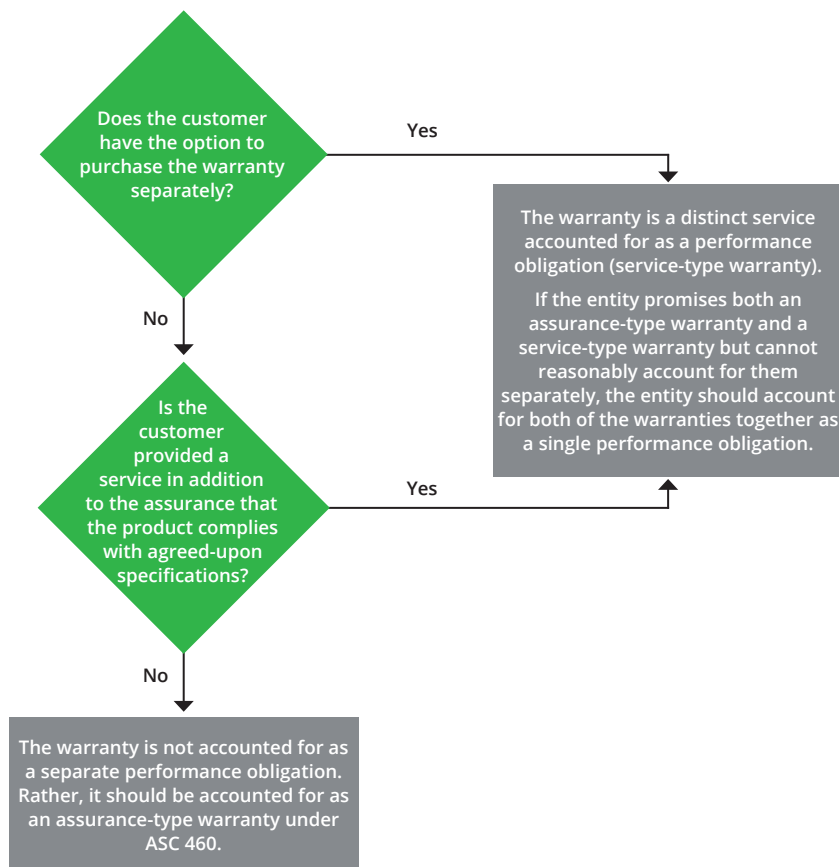 Does the customer
have the option to
purchase the warranty
separately?
Yes
The warranty is a distinct service
accounted for as a performance
obligation (service-type warranty).
If the entity promises both an
assurance-type warranty and a
service-type warranty but cannot
reasonably account for them
separately, the entity should account
for both of the warranties together as
a single performance obligation.
No
Is the
customer
provided a
service in addition
to the assurance that
the product complies
with agreed-upon
specifications?
Yes
No
The warranty is not accounted for as
a separate performance obligation.
Rather, it should be accounted for as
an assurance-type warranty under
ASC 460.